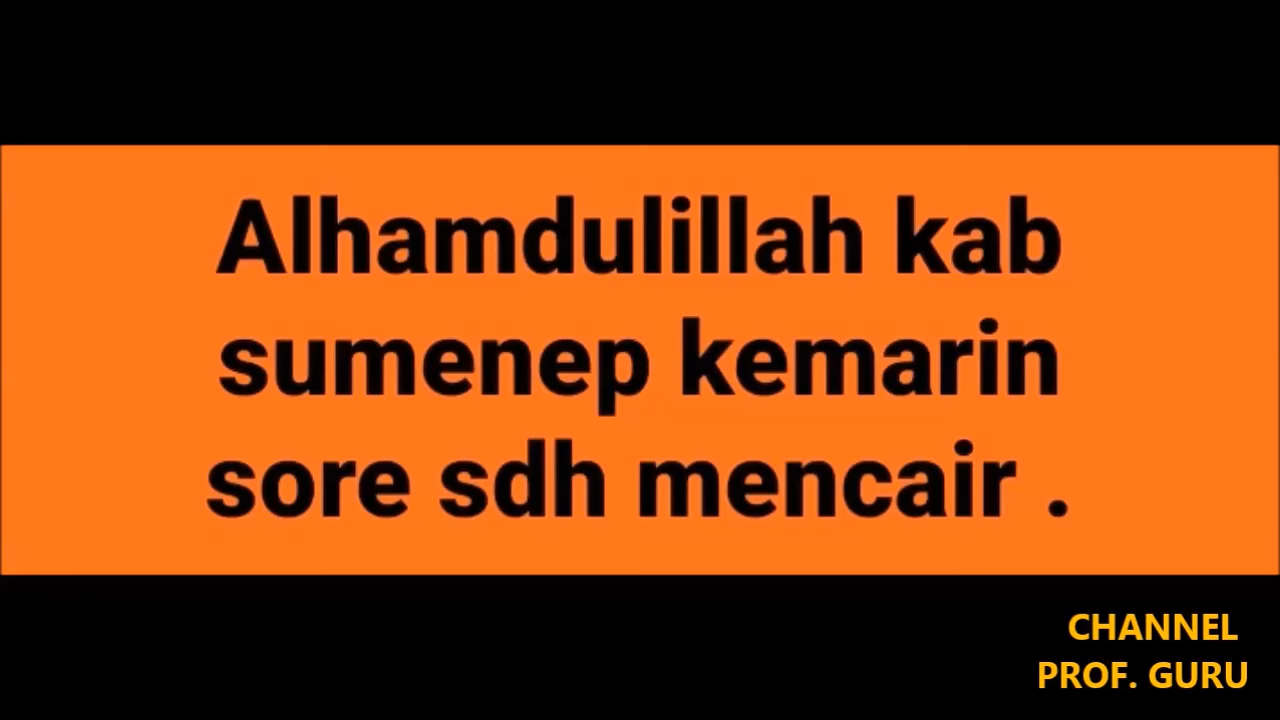 Alhamdulillah kab
sumenep kemarin
sore sdh mencair .
CHANNEL
PROF. GURU